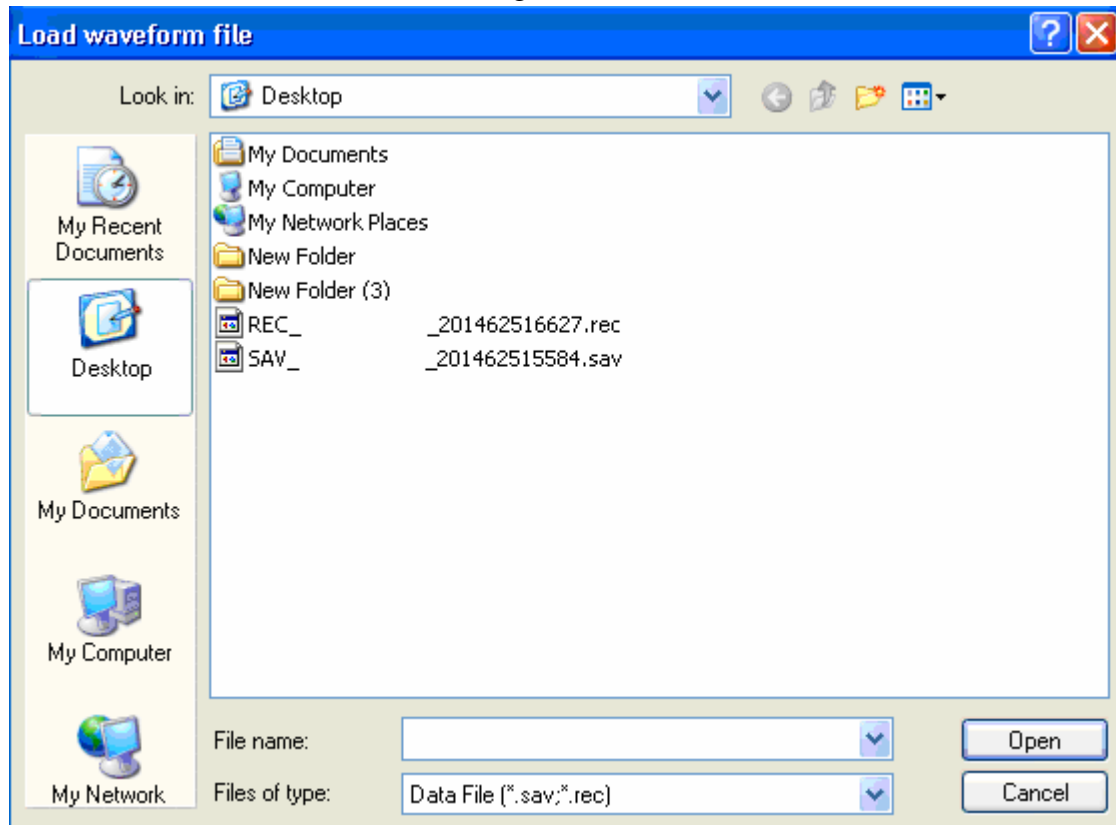 Load waveform file
Look in: Desktop
My Documents
My Computer
My Network Places
New Folder
New Folder (3)
REC_ _201462516627.rec
SAV_ _201462515584.sav
My Recent
Documents
Desktop
My Documents
My Computer
My Network
File name: Open
Files of type: Data File (*.sav;*.rec) Cancel